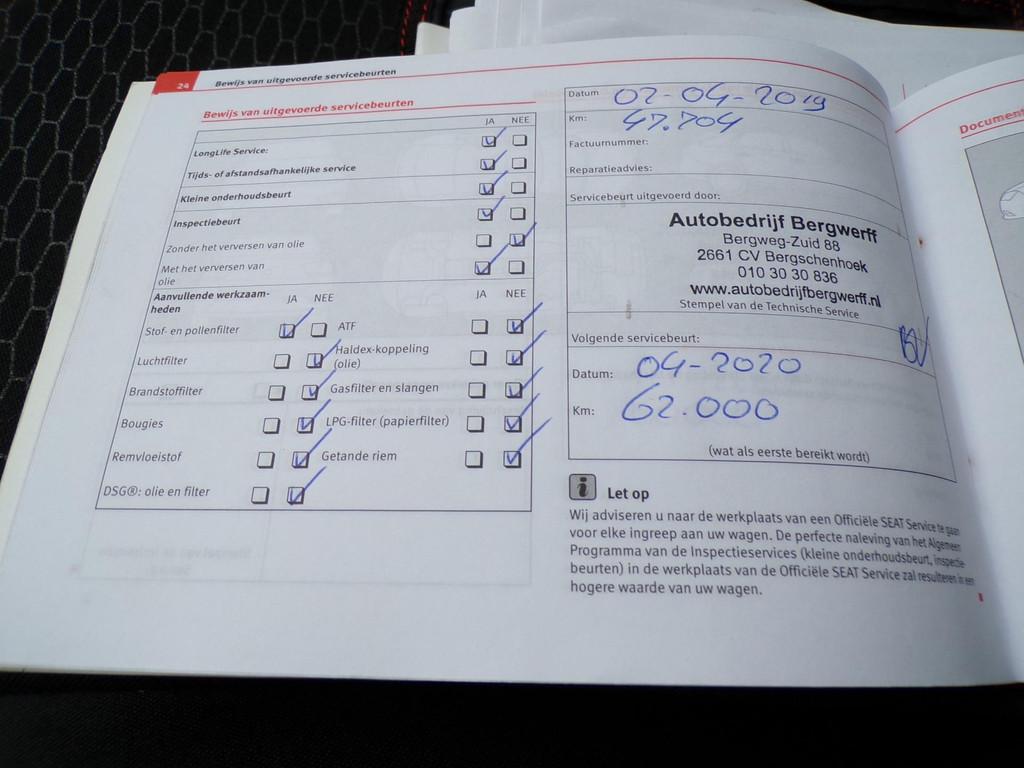 24 Bewijs van uitgevoerde servicebeurten
Bewijs van uitgevoerde servicebeurten
JA NEE
LongLife Service:
Tijds- of afstandsafhankelijke service
Kleine onderhoudsbeurt
Inspectiebeurt
Zonder het verversen van olie
Met het verversen van
olie
Aanvullende werkzaam-
heden
JA NEE
JA NEE
Stof- en pollenfilter
ATF
Luchtfilter
Haldex-koppeling
(olie)
Brandstoffilter
Gasfilter en slangen
Bougies
LPG-filter (papierfilter)
Remvloeistof
Getande riem
DSG®: olie en filter
Datum 02-04-2019
Km: 47.704
Factuurnummer:
Reparatieadvies:
Servicebeurt uitgevoerd door:
Autobedrijf Bergwerff
Bergweg-Zuid 88
2661 CV Bergschenhoek
010 30 30 836
www.autobedrijfbergwerff.nl
Stempel van de Technische Service
Volgende servicebeurt:
Datum: 04-2020
Km: 62.000
(wat als eerste bereikt wordt)
i Let op
Wij adviseren u naar de werkplaats van een Officiële SEAT Service te gaan
voor elke ingreep aan uw wagen. De perfecte naleving van het Algemeen
Programma van de Inspectieservices (kleine onderhoudsbeurt, inspectie-
beurten) in de werkplaats van de Officiële SEAT Service zal resulteren in een
hogere waarde van uw wagen.
Document